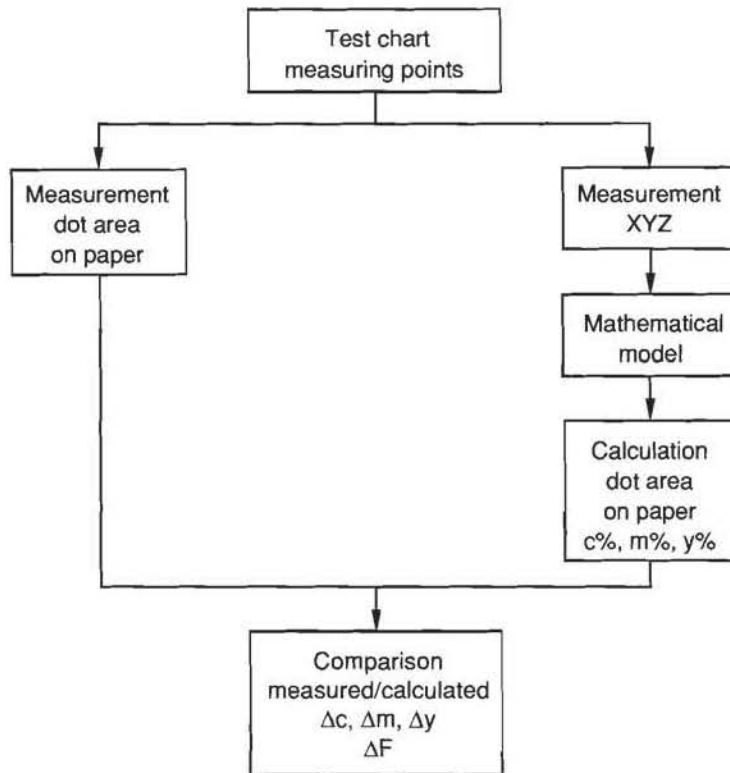 Test chart
measuring points
Measurement
dot area
on paper
Measurement
XYZ
Mathematical
model
Calculation
dot area
on paper
c%, m%, y%
Comparison
measured/calculated
Δc, Δm, Δy
ΔF